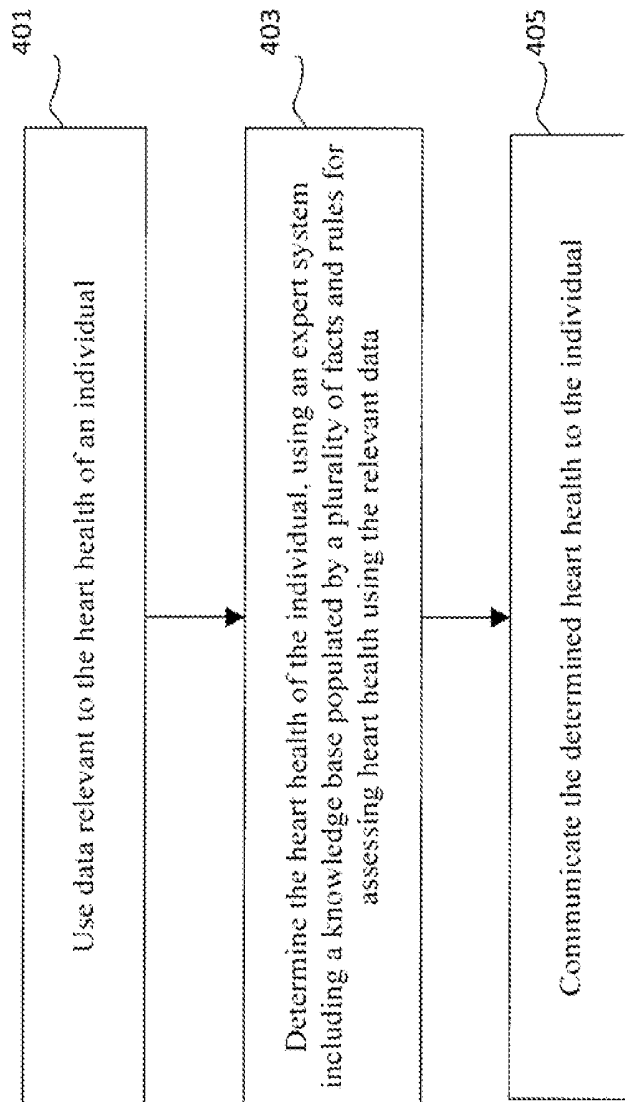 401
Use data relevant to the heart health of an individual
403
Determine the heart health of the individual, using an expert system
including a knowledge base populated by a plurality of facts and rules for
assessing heart health using the relevant data
405
Communicate the determined heart health to the individual